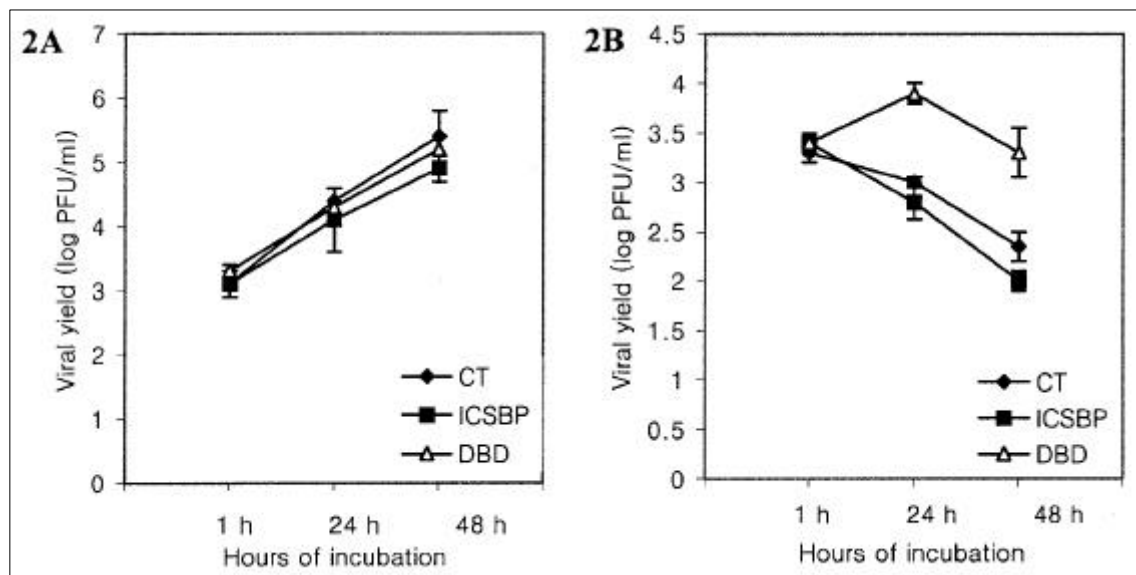 2A
7
6
5
4
3
2
1
0
Viral yield (log PFU/ml)
CT
ICSBP
DBD
1 h 24 h 48 h
Hours of incubation
2B
4.5
4
3.5
3
2.5
2
1.5
1
0.5
0
Viral yield (log PFU/ml)
CT
ICSBP
DBD
1 h 24 h 48 h
Hours of incubation